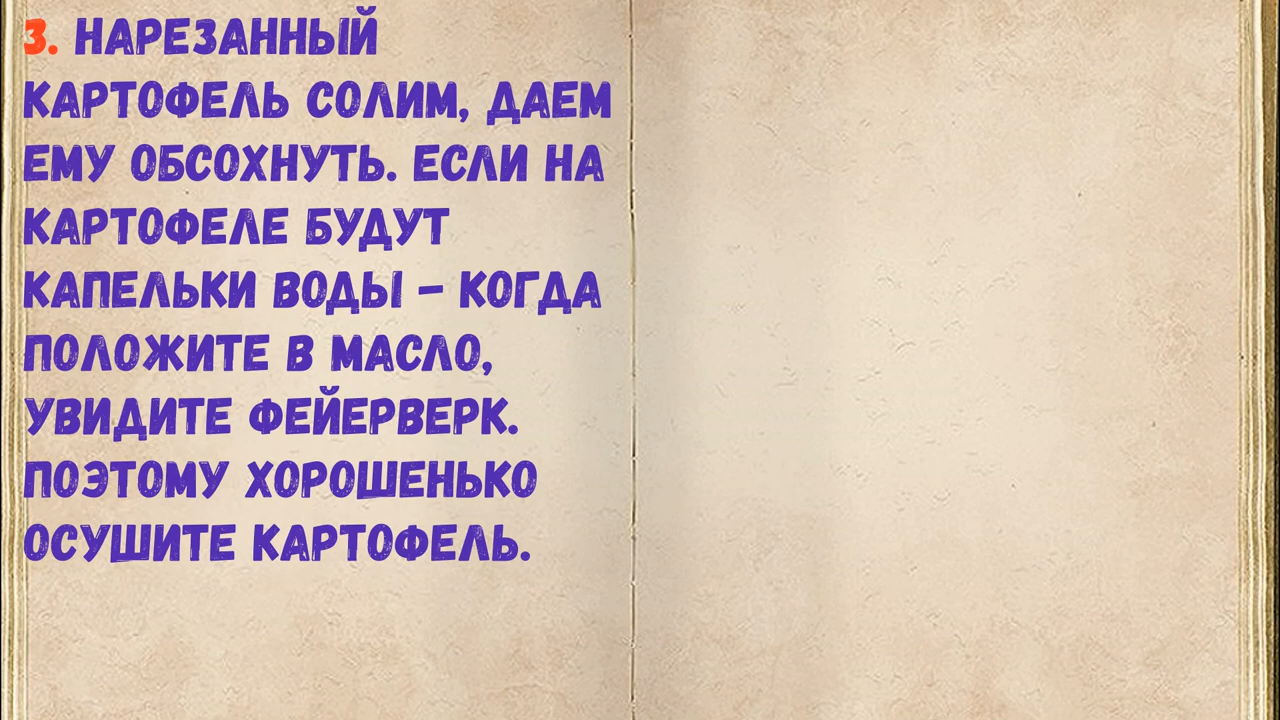 3. НАРЕЗАННЫЙ
КАРТОФЕЛЬ СОЛИМ, ДАЕМ
ЕМУ ОБСОХНУТЬ. ЕСЛИ НА
КАРТОФЕЛЕ БУДУТ
КАПЕЛЬКИ ВОДЫ – КОГДА
ПОЛОЖИТЕ В МАСЛО,
УВИДИТЕ ФЕЙЕРВЕРК.
ПОЭТОМУ ХОРОШЕНЬКО
ОСУШИТЕ КАРТОФЕЛЬ.